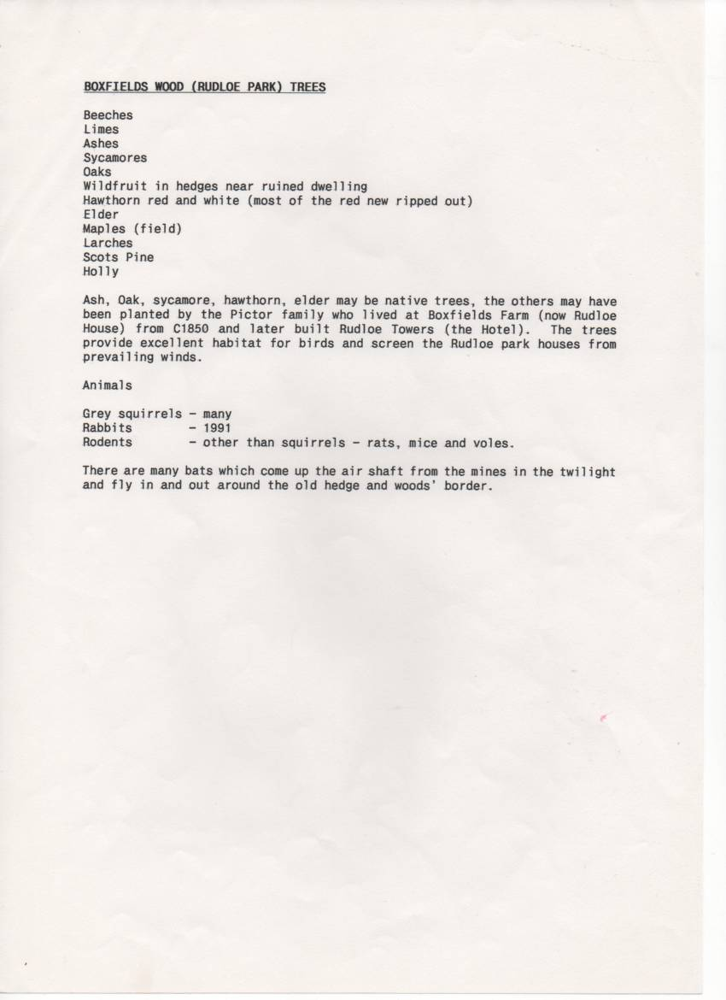 BOXFIELDS WOOD (RUDLOE PARK) TREES
Beeches
Limes
Ashes
Sycamores
Oaks
Wildfruit in hedges near ruined dwelling
Hawthorn red and white (most of the red new ripped out)
Elder
Maples (field)
Larches
Scots Pine
Holly
Ash, Oak, sycamore, hawthorn, elder may be native trees, the others may have
been planted by the Pictor family who lived at Boxfields Farm (now Rudloe
House) from C1850 and later built Rudloe Towers (the Hotel). The trees
provide excellent habitat for birds and screen the Rudloe park houses from
prevailing winds.
Animals
Grey squirrels - many
Rabbits - 1991
Rodents - other than squirrels - rats, mice and voles.
There are many bats which come up the air shaft from the mines in the twilight
and fly in and out around the old hedge and woods' border.